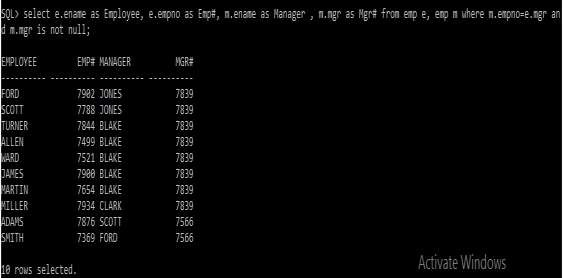 SQL> select e.ename as Employee, e.empno as Emp#, m.ename as Manager , m.mgr as Mgr# from emp e, emp m where m.empno=e.mgr an
d m.mgr is not null;
EMPLOYEE EMP# MANAGER MGR#
---------- ---------- ---------- ----------
FORD 7902 JONES 7839
SCOTT 7788 JONES 7839
TURNER 7844 BLAKE 7839
ALLEN 7499 BLAKE 7839
WARD 7521 BLAKE 7839
JAMES 7900 BLAKE 7839
MARTIN 7654 BLAKE 7839
MILLER 7934 CLARK 7839
ADAMS 7876 SCOTT 7566
SMITH 7369 FORD 7566
10 rows selected.
Activate Windows